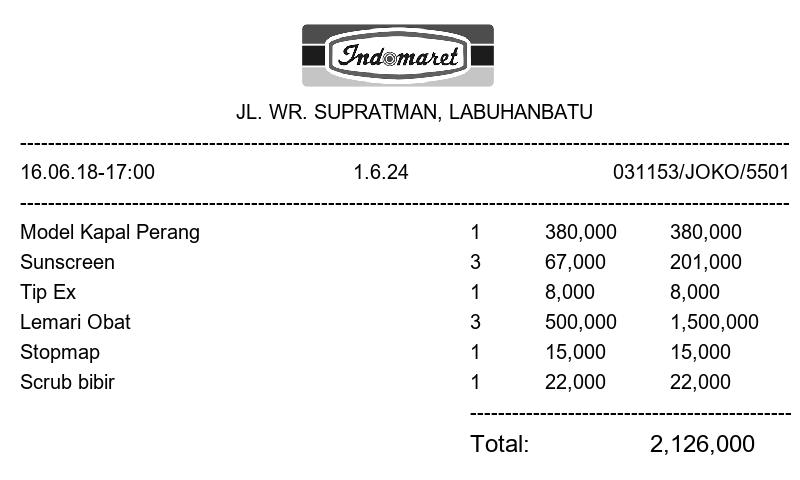 Indomaret
JL. WR. SUPRATMAN, LABUHANBATU
--------------------------------------------------------------------------------
16.06.18-17:00 1.6.24 031153/JOKO/5501
--------------------------------------------------------------------------------
Model Kapal Perang 1 380,000 380,000
Sunscreen 3 67,000 201,000
Tip Ex 1 8,000 8,000
Lemari Obat 3 500,000 1,500,000
Stopmap 1 15,000 15,000
Scrub bibir 1 22,000 22,000
----------------------------------------------
Total: 2,126,000